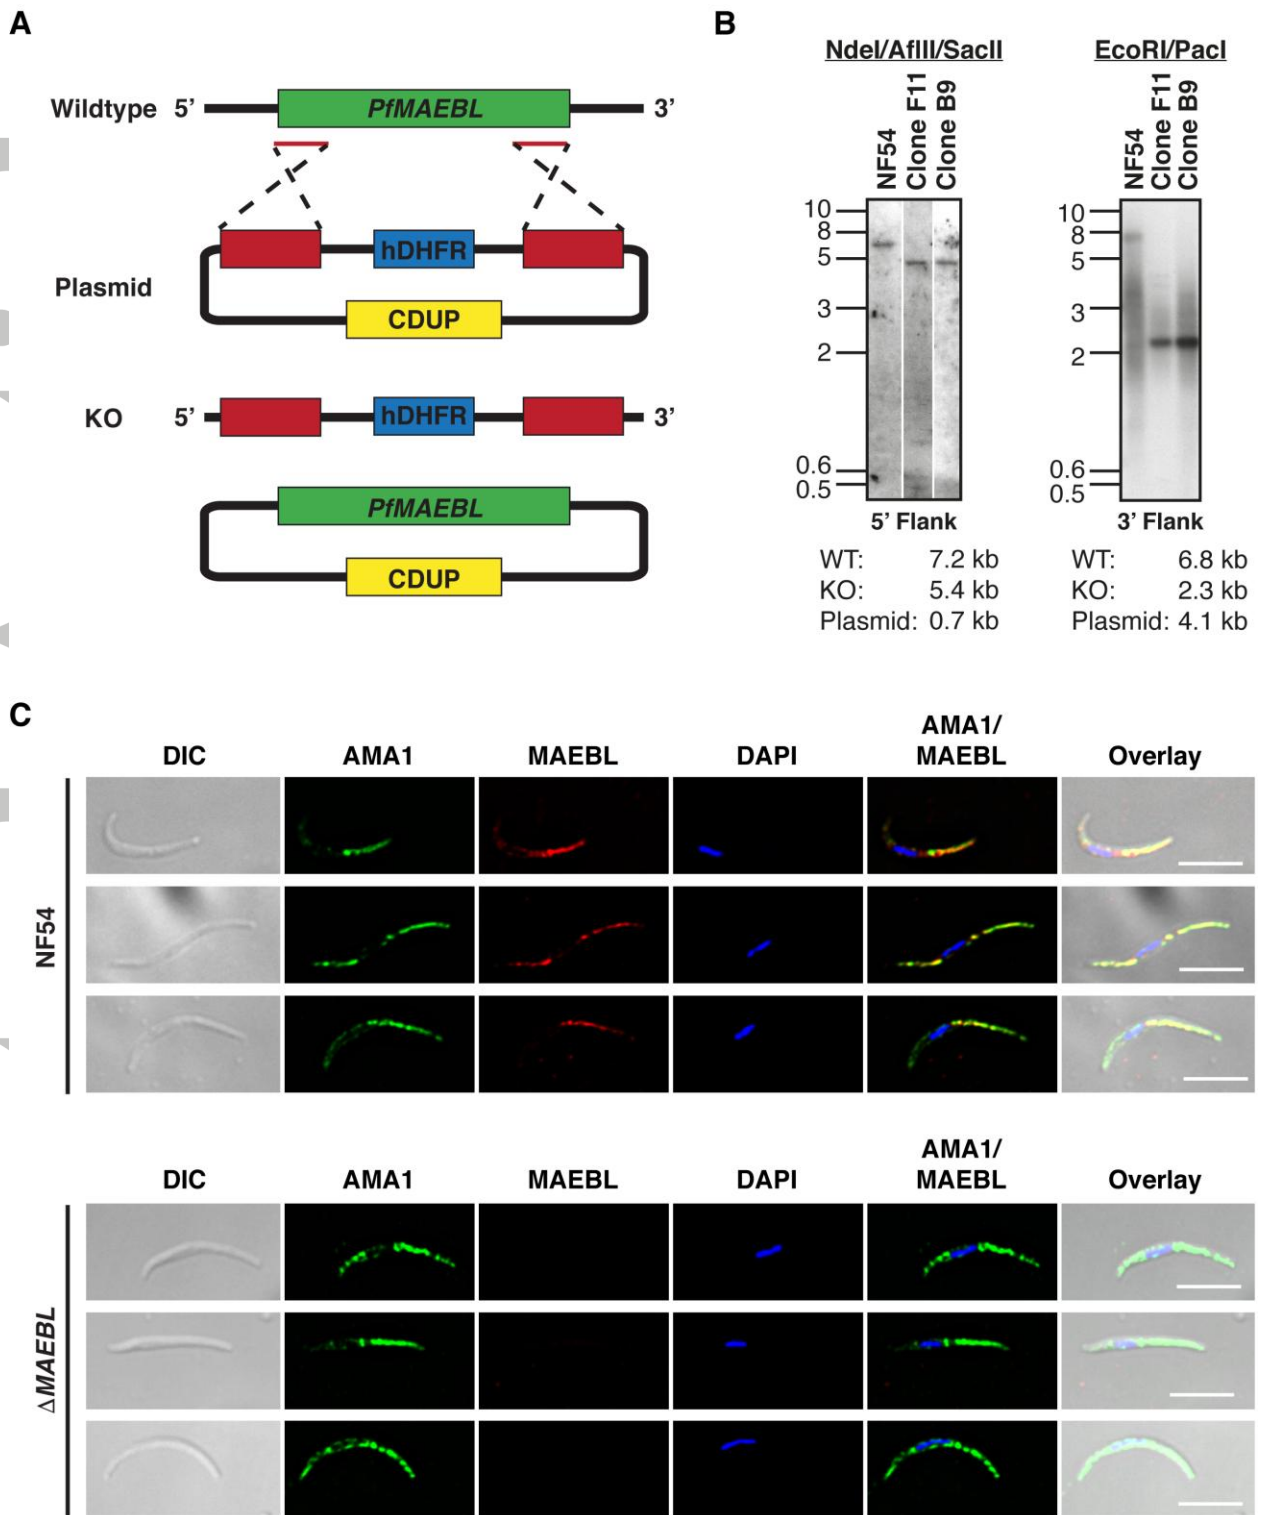 A
Wildtype 5’ PfMAEBL 3’
hDHFR
Plasmid
CDUP
KO 5’ hDHFR 3’
PfMAEBL
CDUP
B
NdeI/AflII/SacII
NF54
Clone F11
Clone B9
10
8
5
3
2
0.6
0.5
5’ Flank
WT: 7.2 kb
KO: 5.4 kb
Plasmid: 0.7 kb
EcoRI/PacI
NF54
Clone F11
Clone B9
10
8
5
3
2
0.6
0.5
3’ Flank
WT: 6.8 kb
KO: 2.3 kb
Plasmid: 4.1 kb
C
DIC AMA1 MAEBL DAPI AMA1/ MAEBL Overlay
NF54
DIC AMA1 MAEBL DAPI AMA1/ MAEBL Overlay
ΔMAEBL